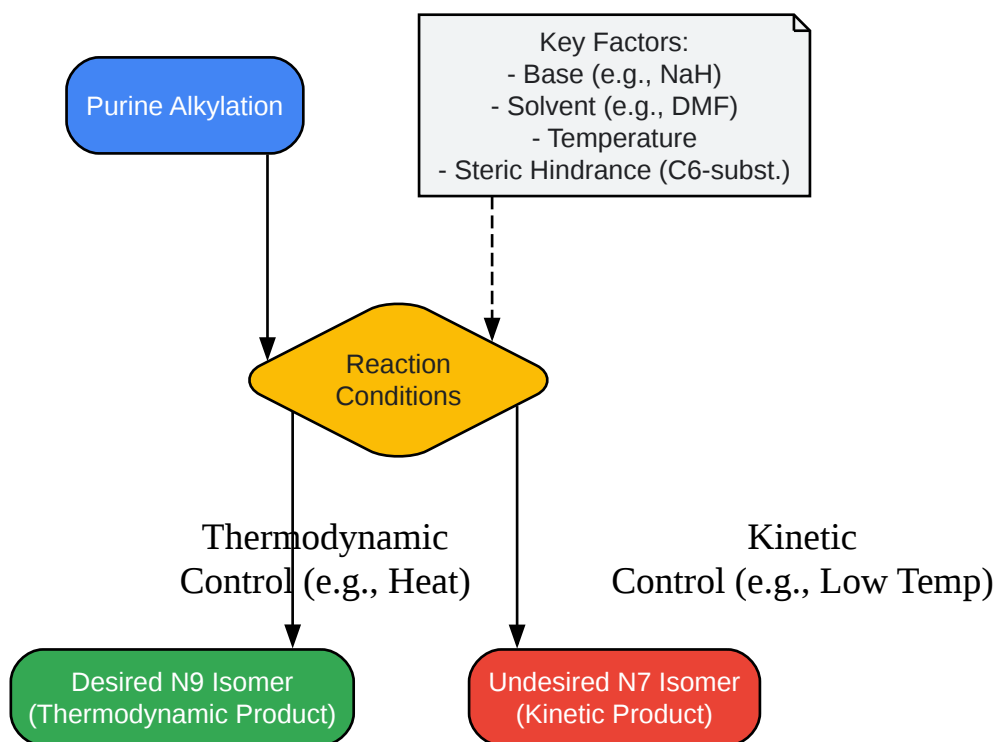 Purine Alkylation
Key Factors:
- Base (e.g., NaH)
- Solvent (e.g., DMF)
- Temperature
- Steric Hindrance (C6-subst.)
Reaction
Conditions
Thermodynamic
Control (e.g., Heat)
Kinetic
Control (e.g., Low Temp)
Desired N9 Isomer
(Thermodynamic Product)
Undesired N7 Isomer
(Kinetic Product)